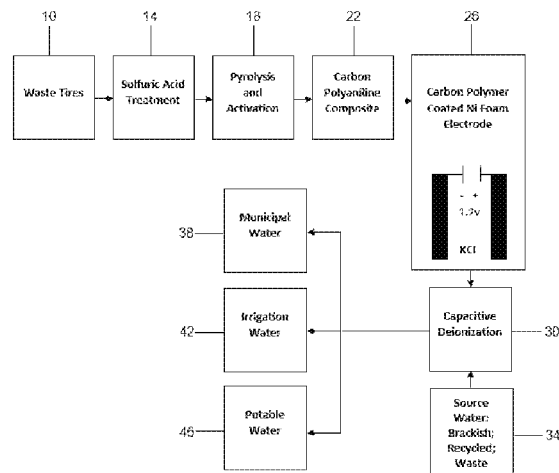 10
14
18
22
26
Waste Tires
Sulfuric Acid
Treatment
Pyrolysis
and
Activation
Carbon
Polyaniline
Composite
Carbon Polymer
Coated Ni Foam
Electrode
- +
1.2v
KCl
38
Municipal
Water
42
Irrigation
Water
Capacitive
Deionization
30
46
Potable
Water
Source
Water:
Brackish;
Recycled;
Waste
34